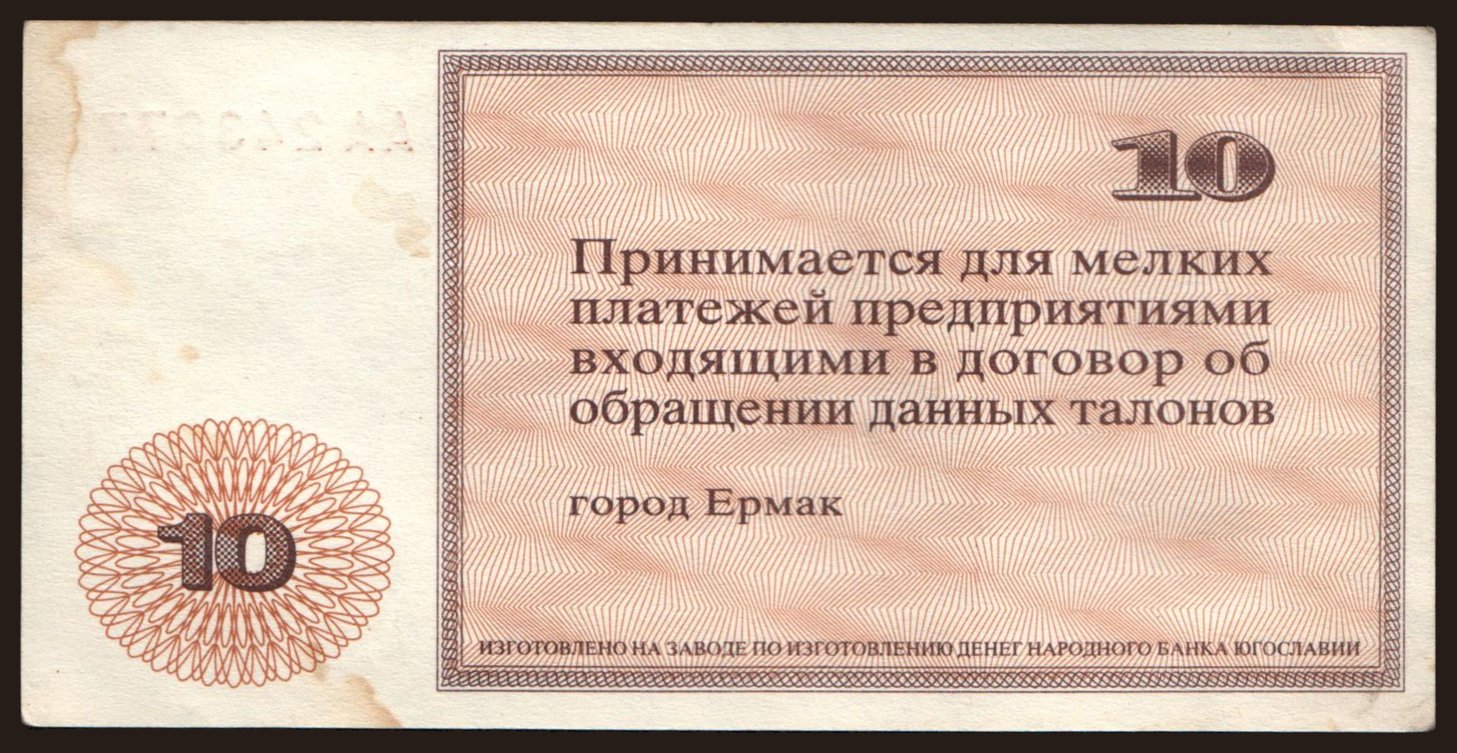 10
Принимается для мелких
платежей предприятиями
входящими в договор об
обращении данных талонов
город Ермак
10
ИЗГОТОВЛЕНО НА ЗАВОДЕ ПО ИЗГОТОВЛЕНИЮ ДЕНЕГ НАРОДНОГО БАНКА ЮГОСЛАВИИ